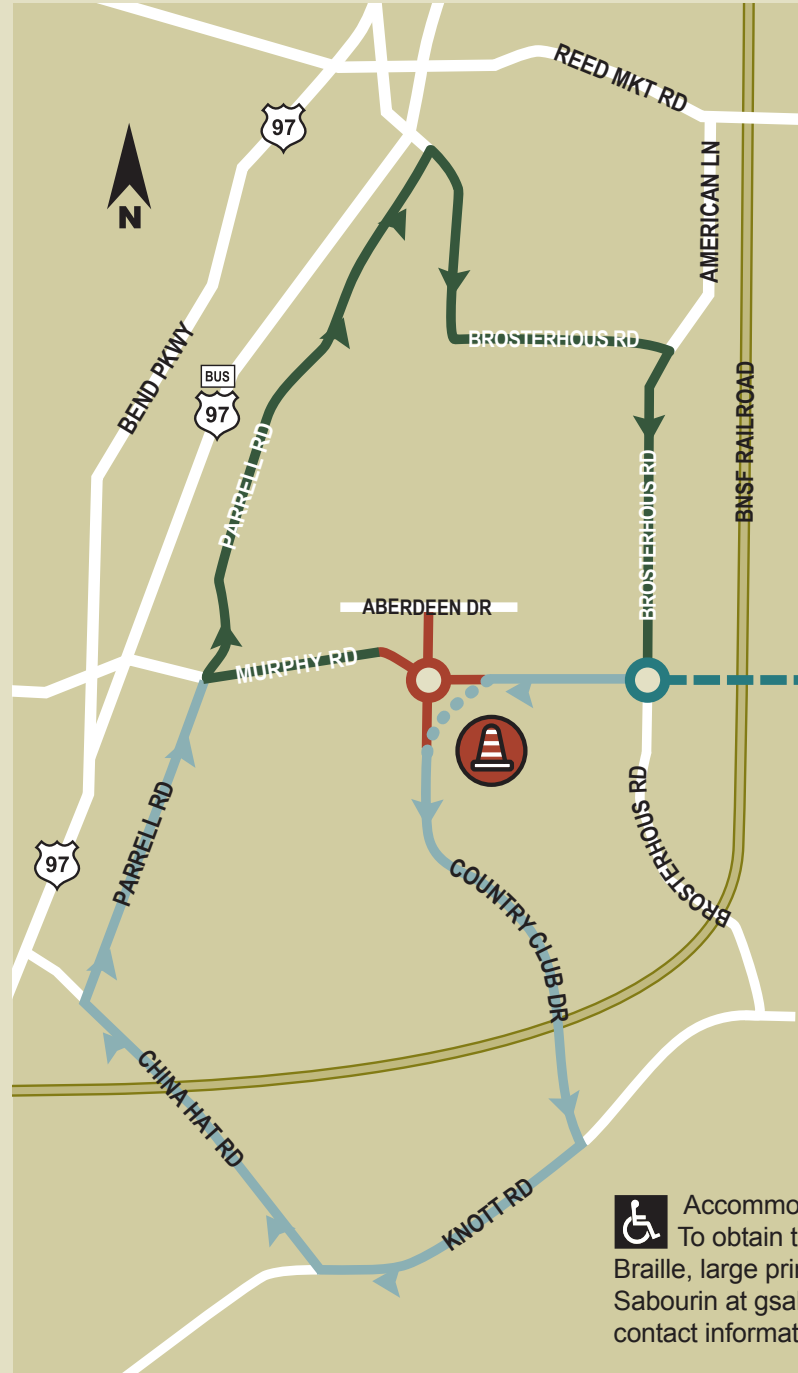 REED MKT RD
97
N
AMERICAN LN
BEND PKWY
BUS
97
BROSTERHOUS RD
BNSF RAILROAD
PARRELL RD
BROSTERHOUS RD
ABERDEEN DR
MURPHY RD
PARRELL RD
97
BROSTERHOUS RD
COUNTRY CLUB DR
CHINA HAT RD
KNOTT RD
Accommo
To obtain t
Braille, large prin
Sabourin at gsa
contact informat